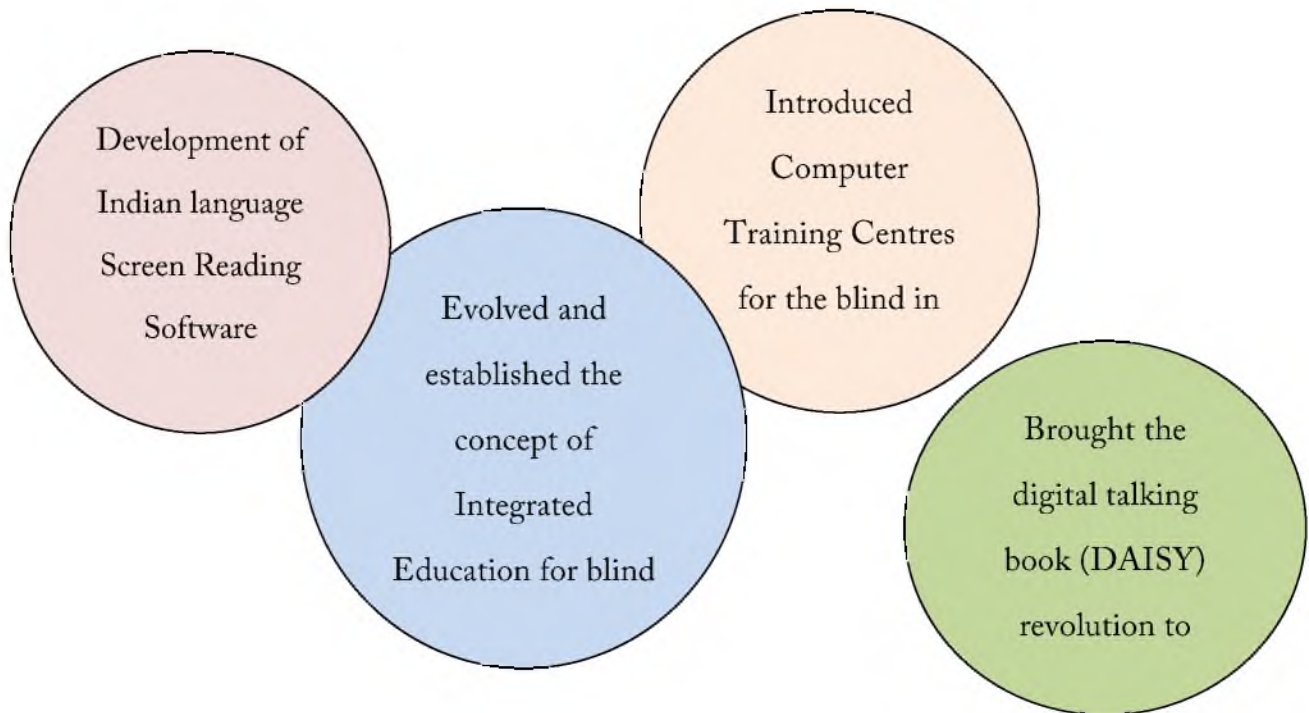 Development of
Indian language
Screen Reading
Software
Evolved and
established the
concept of
Integrated
Education for blind
Introduced
Computer
Training Centres
for the blind in
Brought the
digital talking
book (DAISY)
revolution to